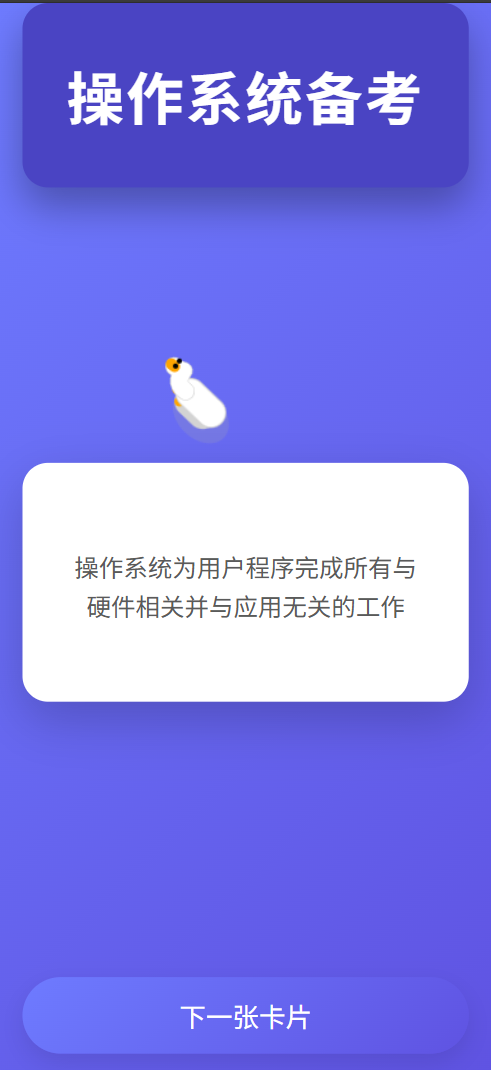 操作系统备考
操作系统为用户程序完成所有与
硬件相关并与应用无关的工作
下一张卡片